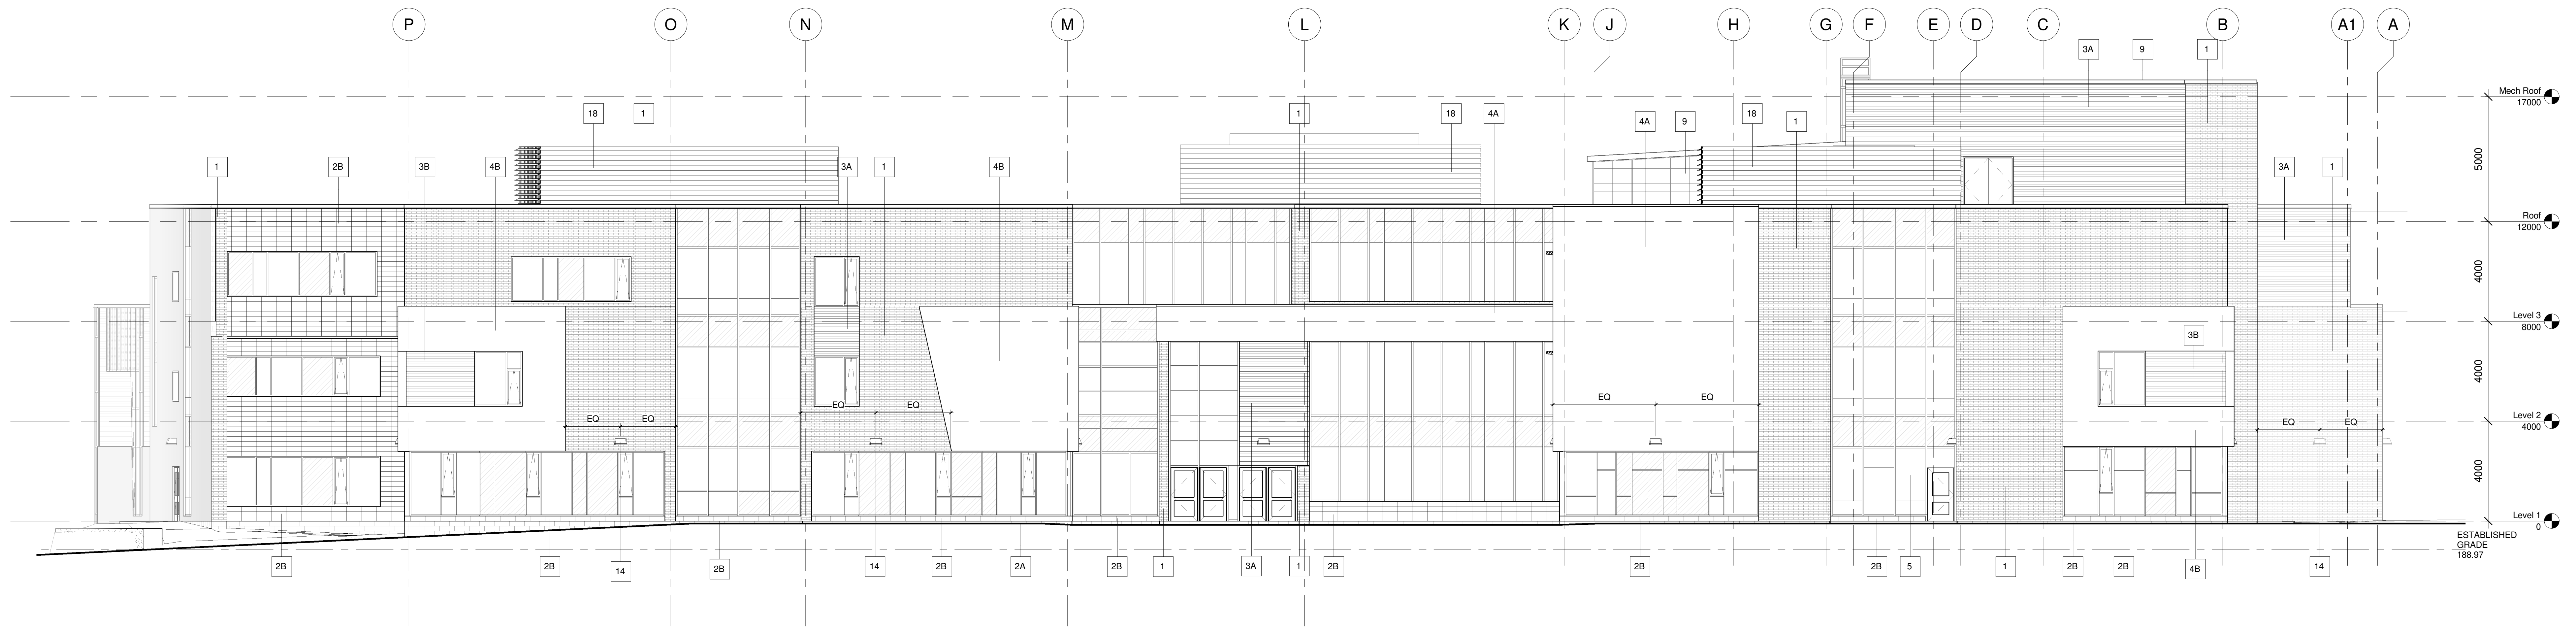 P O N M L K J H G F E D C B A1 A
3A 9 1
Mech Roof
17000
18 1 1 18 4A 4A 9 18 1
5000
1 2B 3B 4B 3A 1 4B 3A 1
Roof
12000
4000
Level 3
8000
3B
4000
EQ EQ EQ EQ
EQ EQ EQ EQ
Level 2
4000
4000
Level 1
0
ESTABLISHED
GRADE
188.97
2B 2B 14 2B 14 2B 2A 2B 1 3A 1 2B 2B 2B 5 1 2B 2B 4B 14